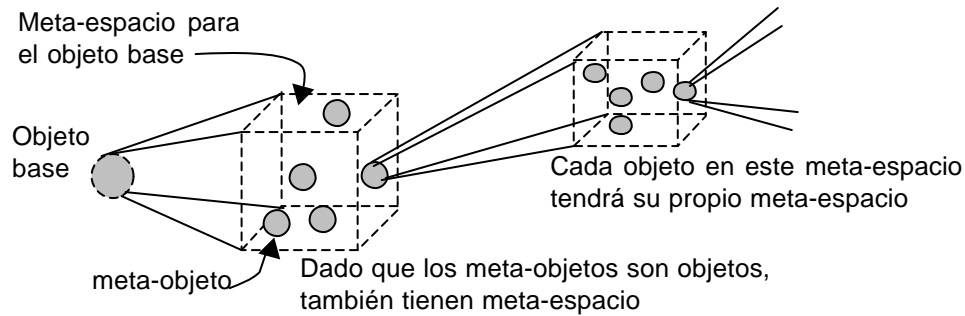 Meta-espacio para
el objeto base
Objeto
base
meta-objeto
Dado que los meta-objetos son objetos,
también tienen meta-espacio
Cada objeto en este meta-espacio
tendrá su propio meta-espacio